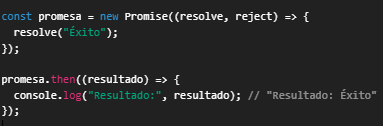 const promesa = new Promise((resolve, reject) => {
  resolve("Éxito");
});

promesa.then((resultado) => {
  console.log("Resultado:", resultado); // "Resultado: Éxito"
});